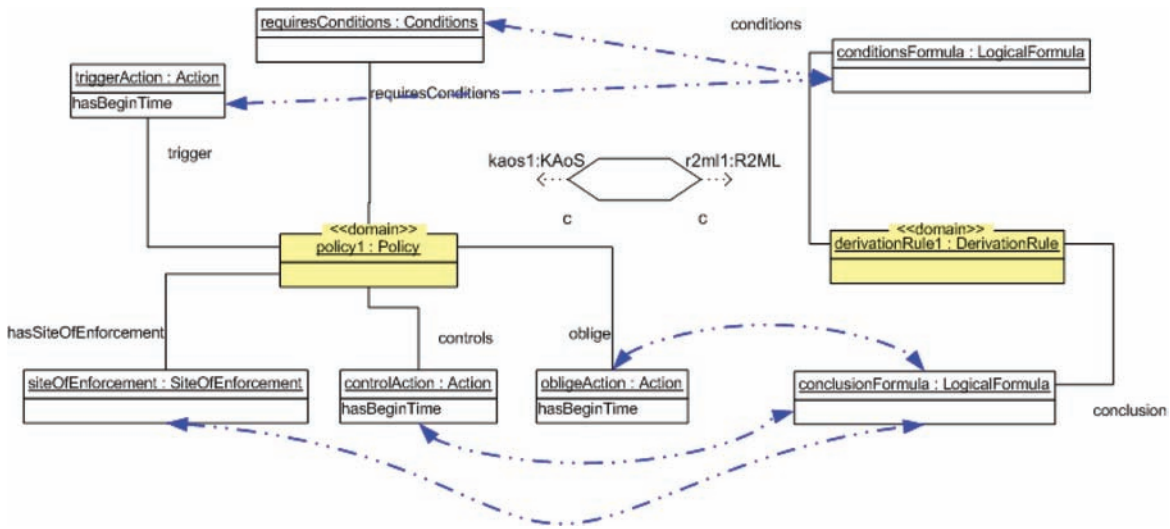 requiresConditions : Conditions
conditions
conditionsFormula : LogicalFormula
triggerAction : Action
hasBeginTime
requiresConditions
trigger
kaos1:KAoS
r2ml1:R2ML
c
c
<<domain>>
policy1 : Policy
<<domain>>
derivationRule1 : DerivationRule
hasSiteOfEnforcement
controls
oblige
siteOfEnforcement : SiteOfEnforcement
controlAction : Action
hasBeginTime
obligeAction : Action
hasBeginTime
conclusionFormula : LogicalFormula
conclusion